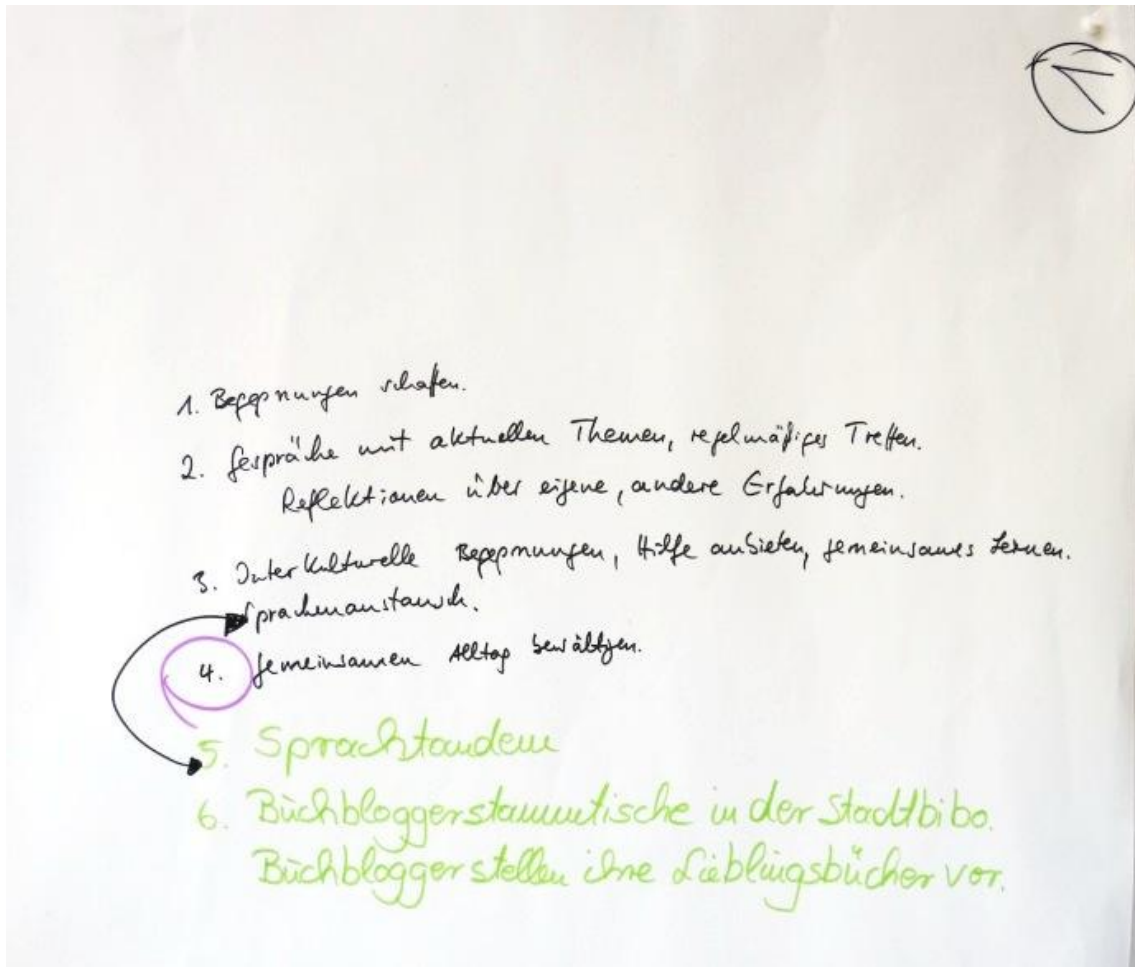 1
1. Begegnungen schaffen.
2. Gespräche mit aktuellen Themen, regelmäßiges Treffen.
Reflektionen über eigene, andere Erfahrungen.
3. Interkulturelle Begegnungen, Hilfe anbieten, gemeinsames Lernen.
Sprachenaustausch.
4. Gemeinsamen Alltag bewältigen.
5. Sprachtandem
6. Buchbloggerstammtische in der Stadtbibo.
Buchblogger stellen ihre Lieblingsbücher vor.